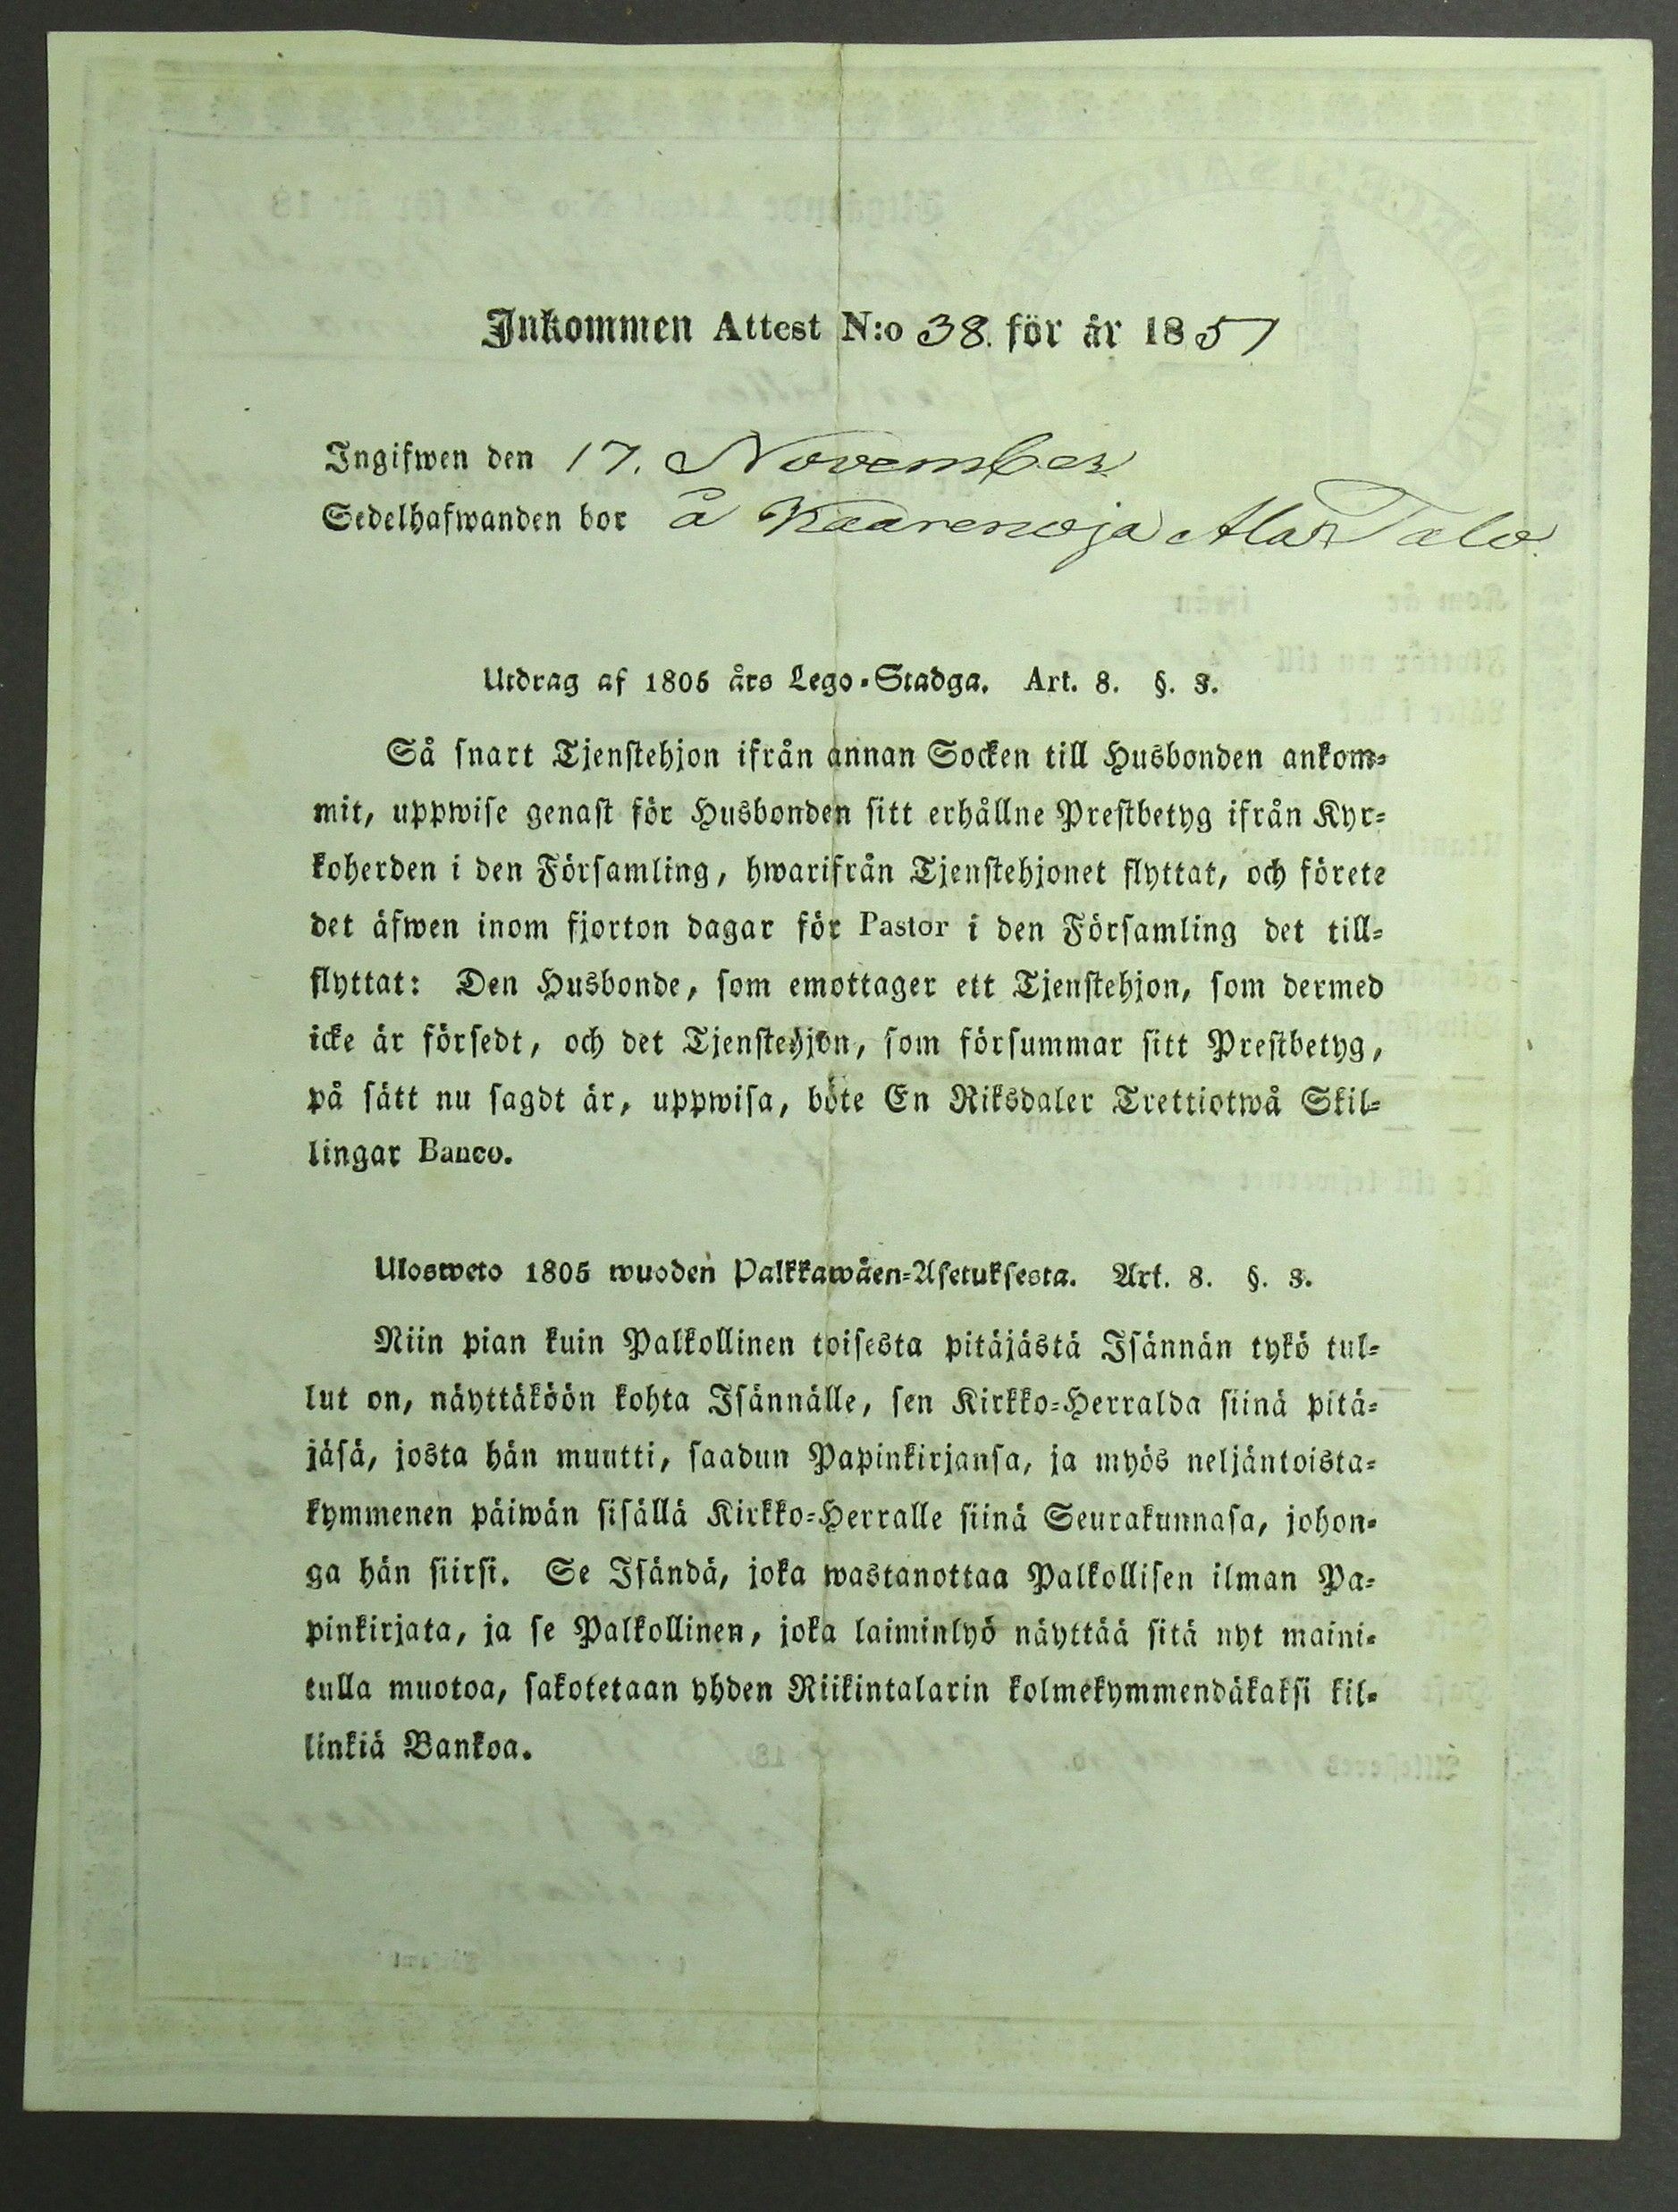 Inkommen Attest N:o 38. för år 1851
Ingifwen den 17. November
Sedelhafwanden bor å Kaarenoja Ala Talo.
Utdrag af 1805 års Lego-Stadga. Art. 8. §. 3.
Så snart Tjenstehjon ifrån annan Socken till Husbonden ankom-
mit, uppwise genast för Husbonden sitt erhållne Prestbetyg ifrån Kyr-
koherden i den Församling, hwarifrån Tjenstehjonet flyttat, och förete
det äfwen inom fjorton dagar för Pastor i den Församling det till-
flyttat: Den Husbonde, som emottager ett Tjenstehjon, som dermed
icke är försedt, och det Tjenstehjon, som försummar sitt Prestbetyg,
på sätt nu sagdt är, uppwisa, böte En Riksdaler Trettiotwå Skil-
lingar Banco.
Ulosweto 1805 wuoden Palkkawäen-Asetuksesta. Art. 8. §. 3.
Niin pian kuin Palkollinen toisesta pitäjästä Isännän tykö tul-
lut on, näyttäköön kohta Isännälle, sen Kirkko-Herralda siinä pitä-
jäsä, josta hän muutti, saadun Papinkirjansa, ja myös neljäntoista-
kymmenen päiwän sisällä Kirkko-Herralle siinä Seurakunnasa, johon-
ga hän siirsi. Se Isändä, joka wastanottaa Palkollisen ilman Pa-
pinkirjata, ja se Palkollinen, joka laiminlyö näyttää sitä nyt maini-
tulla muotoa, sakotetaan yhden Riikintalarin kolmekymmendäkaksi kil-
linkiä Bankoa.